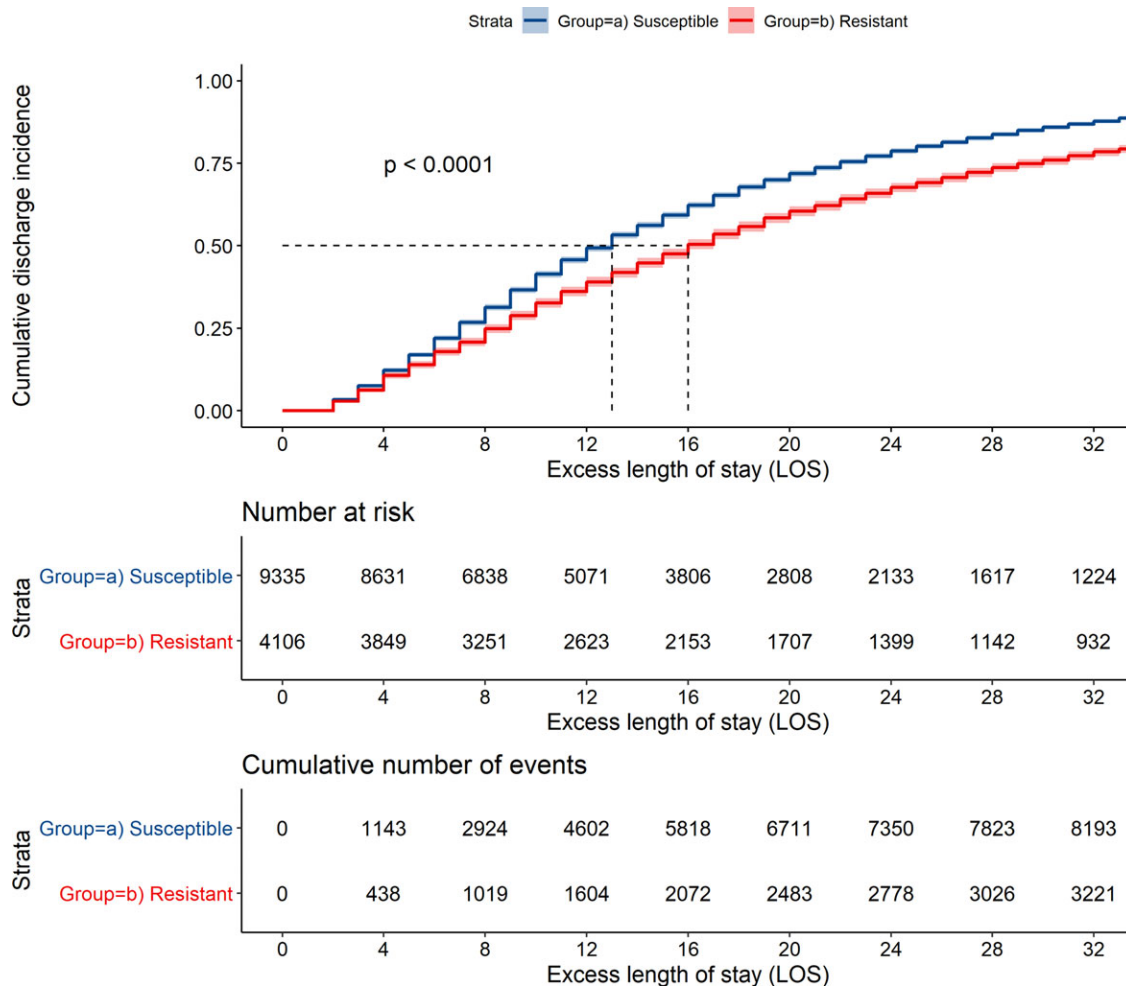 Strata Group=a) Susceptible Group=b) Resistant
Cumulative discharge incidence
1.00
0.75
0.50
0.25
0.00
p < 0.0001
0 4 8 12 16 20 24 28 32
Excess length of stay (LOS)
Number at risk
Strata
Group=a) Susceptible 9335 8631 6838 5071 3806 2808 2133 1617 1224
Group=b) Resistant 4106 3849 3251 2623 2153 1707 1399 1142 932
0 4 8 12 16 20 24 28 32
Excess length of stay (LOS)
Cumulative number of events
Strata
Group=a) Susceptible 0 1143 2924 4602 5818 6711 7350 7823 8193
Group=b) Resistant 0 438 1019 1604 2072 2483 2778 3026 3221
0 4 8 12 16 20 24 28 32
Excess length of stay (LOS)